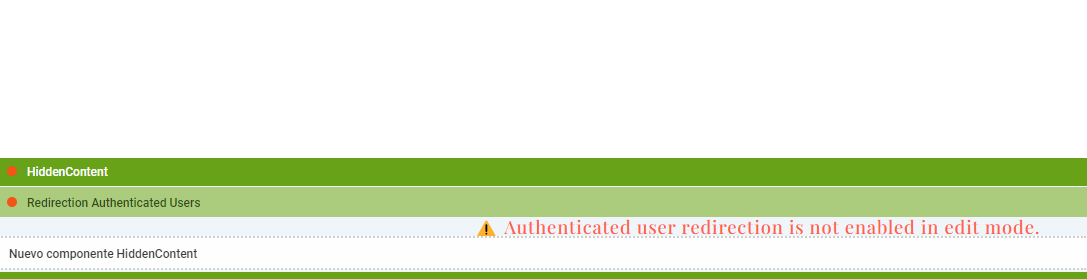 HiddenContent
Redirection Authenticated Users
⚠ Authenticated user redirection is not enabled in edit mode.
Nuevo componente HiddenContent